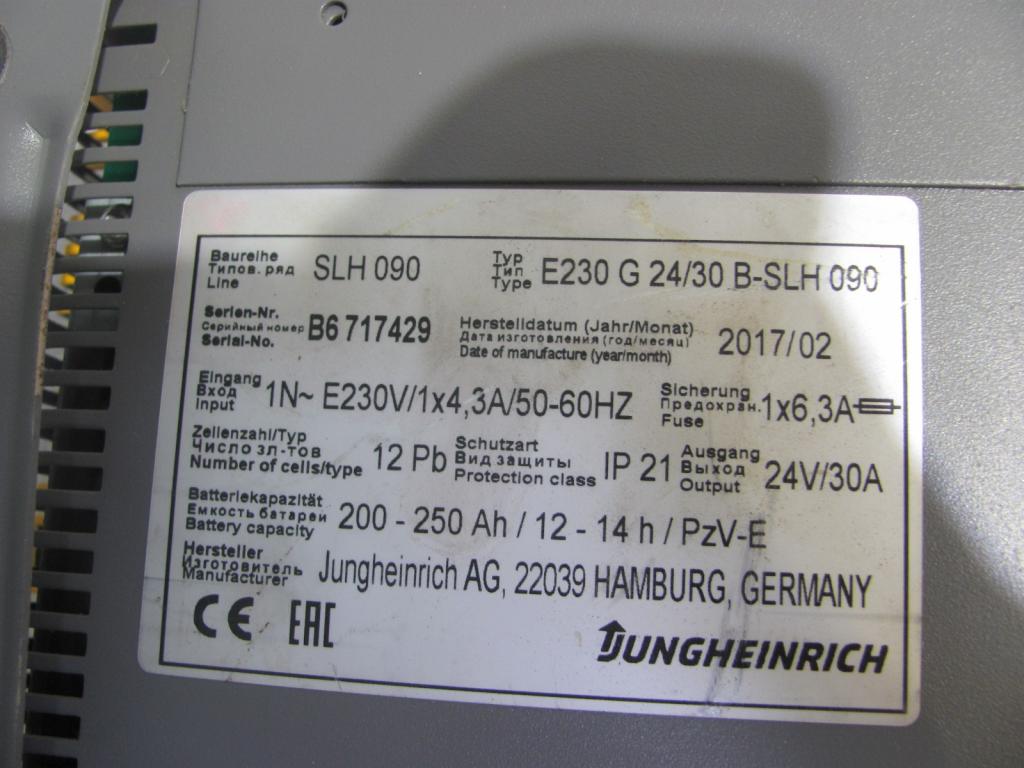 Baureihe
Типов. ряд
Line
SLH 090
Typ
Тип
Type
E230 G 24/30 B-SLH 090
Serien-Nr.
Серийный номер
Serial-No.
B6 717429
Herstelldatum (Jahr/Monat)
Дата изготовления (год/месяц)
Date of manufacture (year/month)
2017/02
Eingang
Вход
Input
1N~ E230V/1x4,3A/50-60HZ
Sicherung
Предохран.
Fuse
1x6,3A
Zellenzahl/Typ
Число эл-тов
Number of cells/type
12 Pb
Schutzart
Вид защиты
Protection class
IP 21
Ausgang
Выход
Output
24V/30A
Batteriekapazität
Емкость батареи
Battery capacity
200 - 250 Ah / 12 - 14 h / PzV-E
Hersteller
Изготовитель
Manufacturer
Jungheinrich AG, 22039 HAMBURG, GERMANY
CE EAC
JUNGHEINRICH